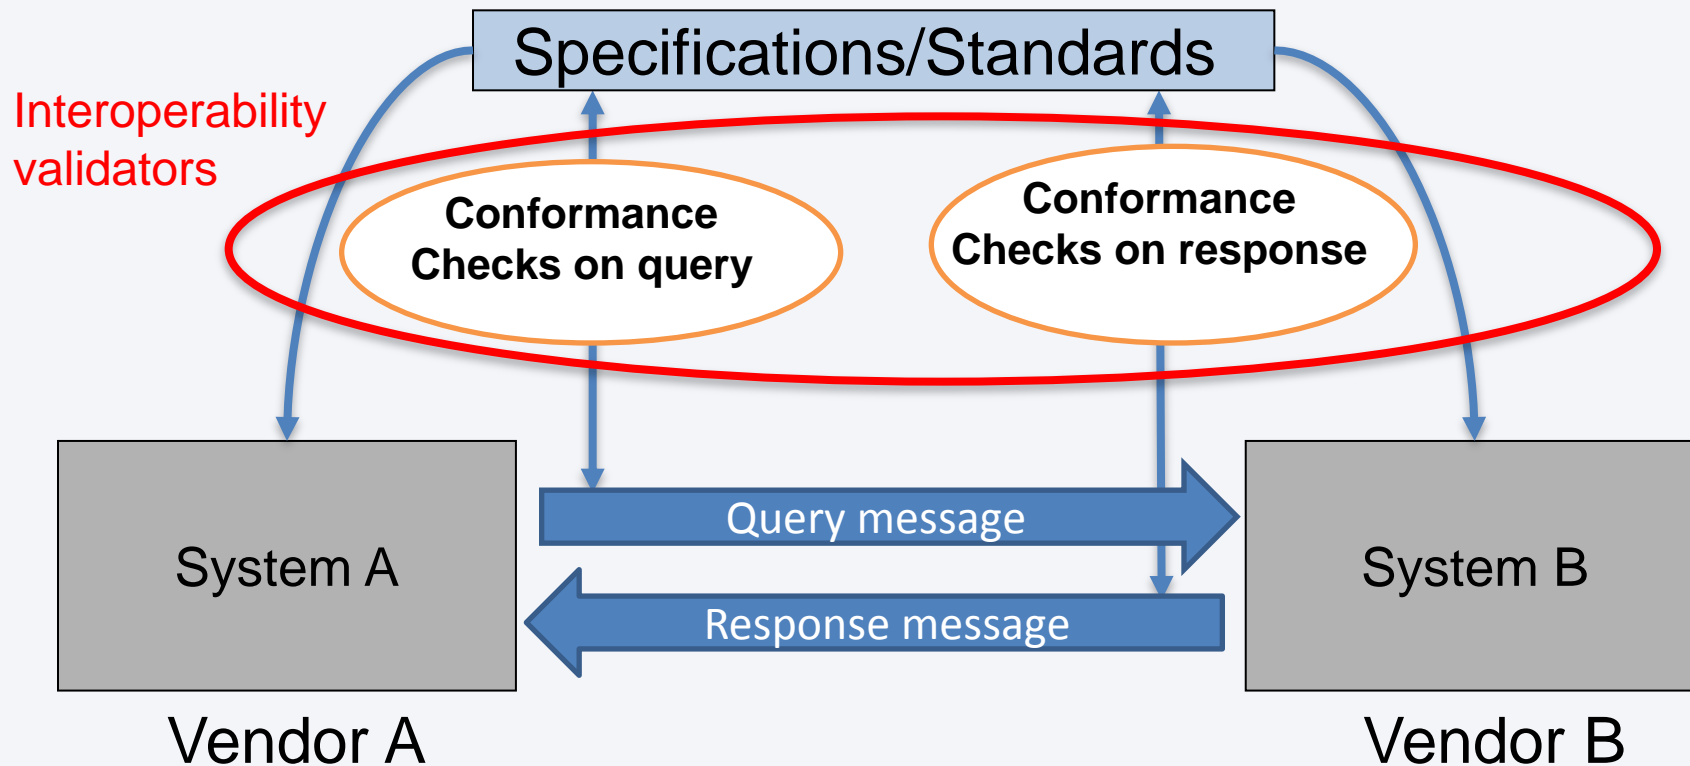 Specifications/Standards
Interoperability
validators
Conformance
Checks on query
Conformance
Checks on response
Query message
System A
System B
Response message
Vendor A
Vendor B